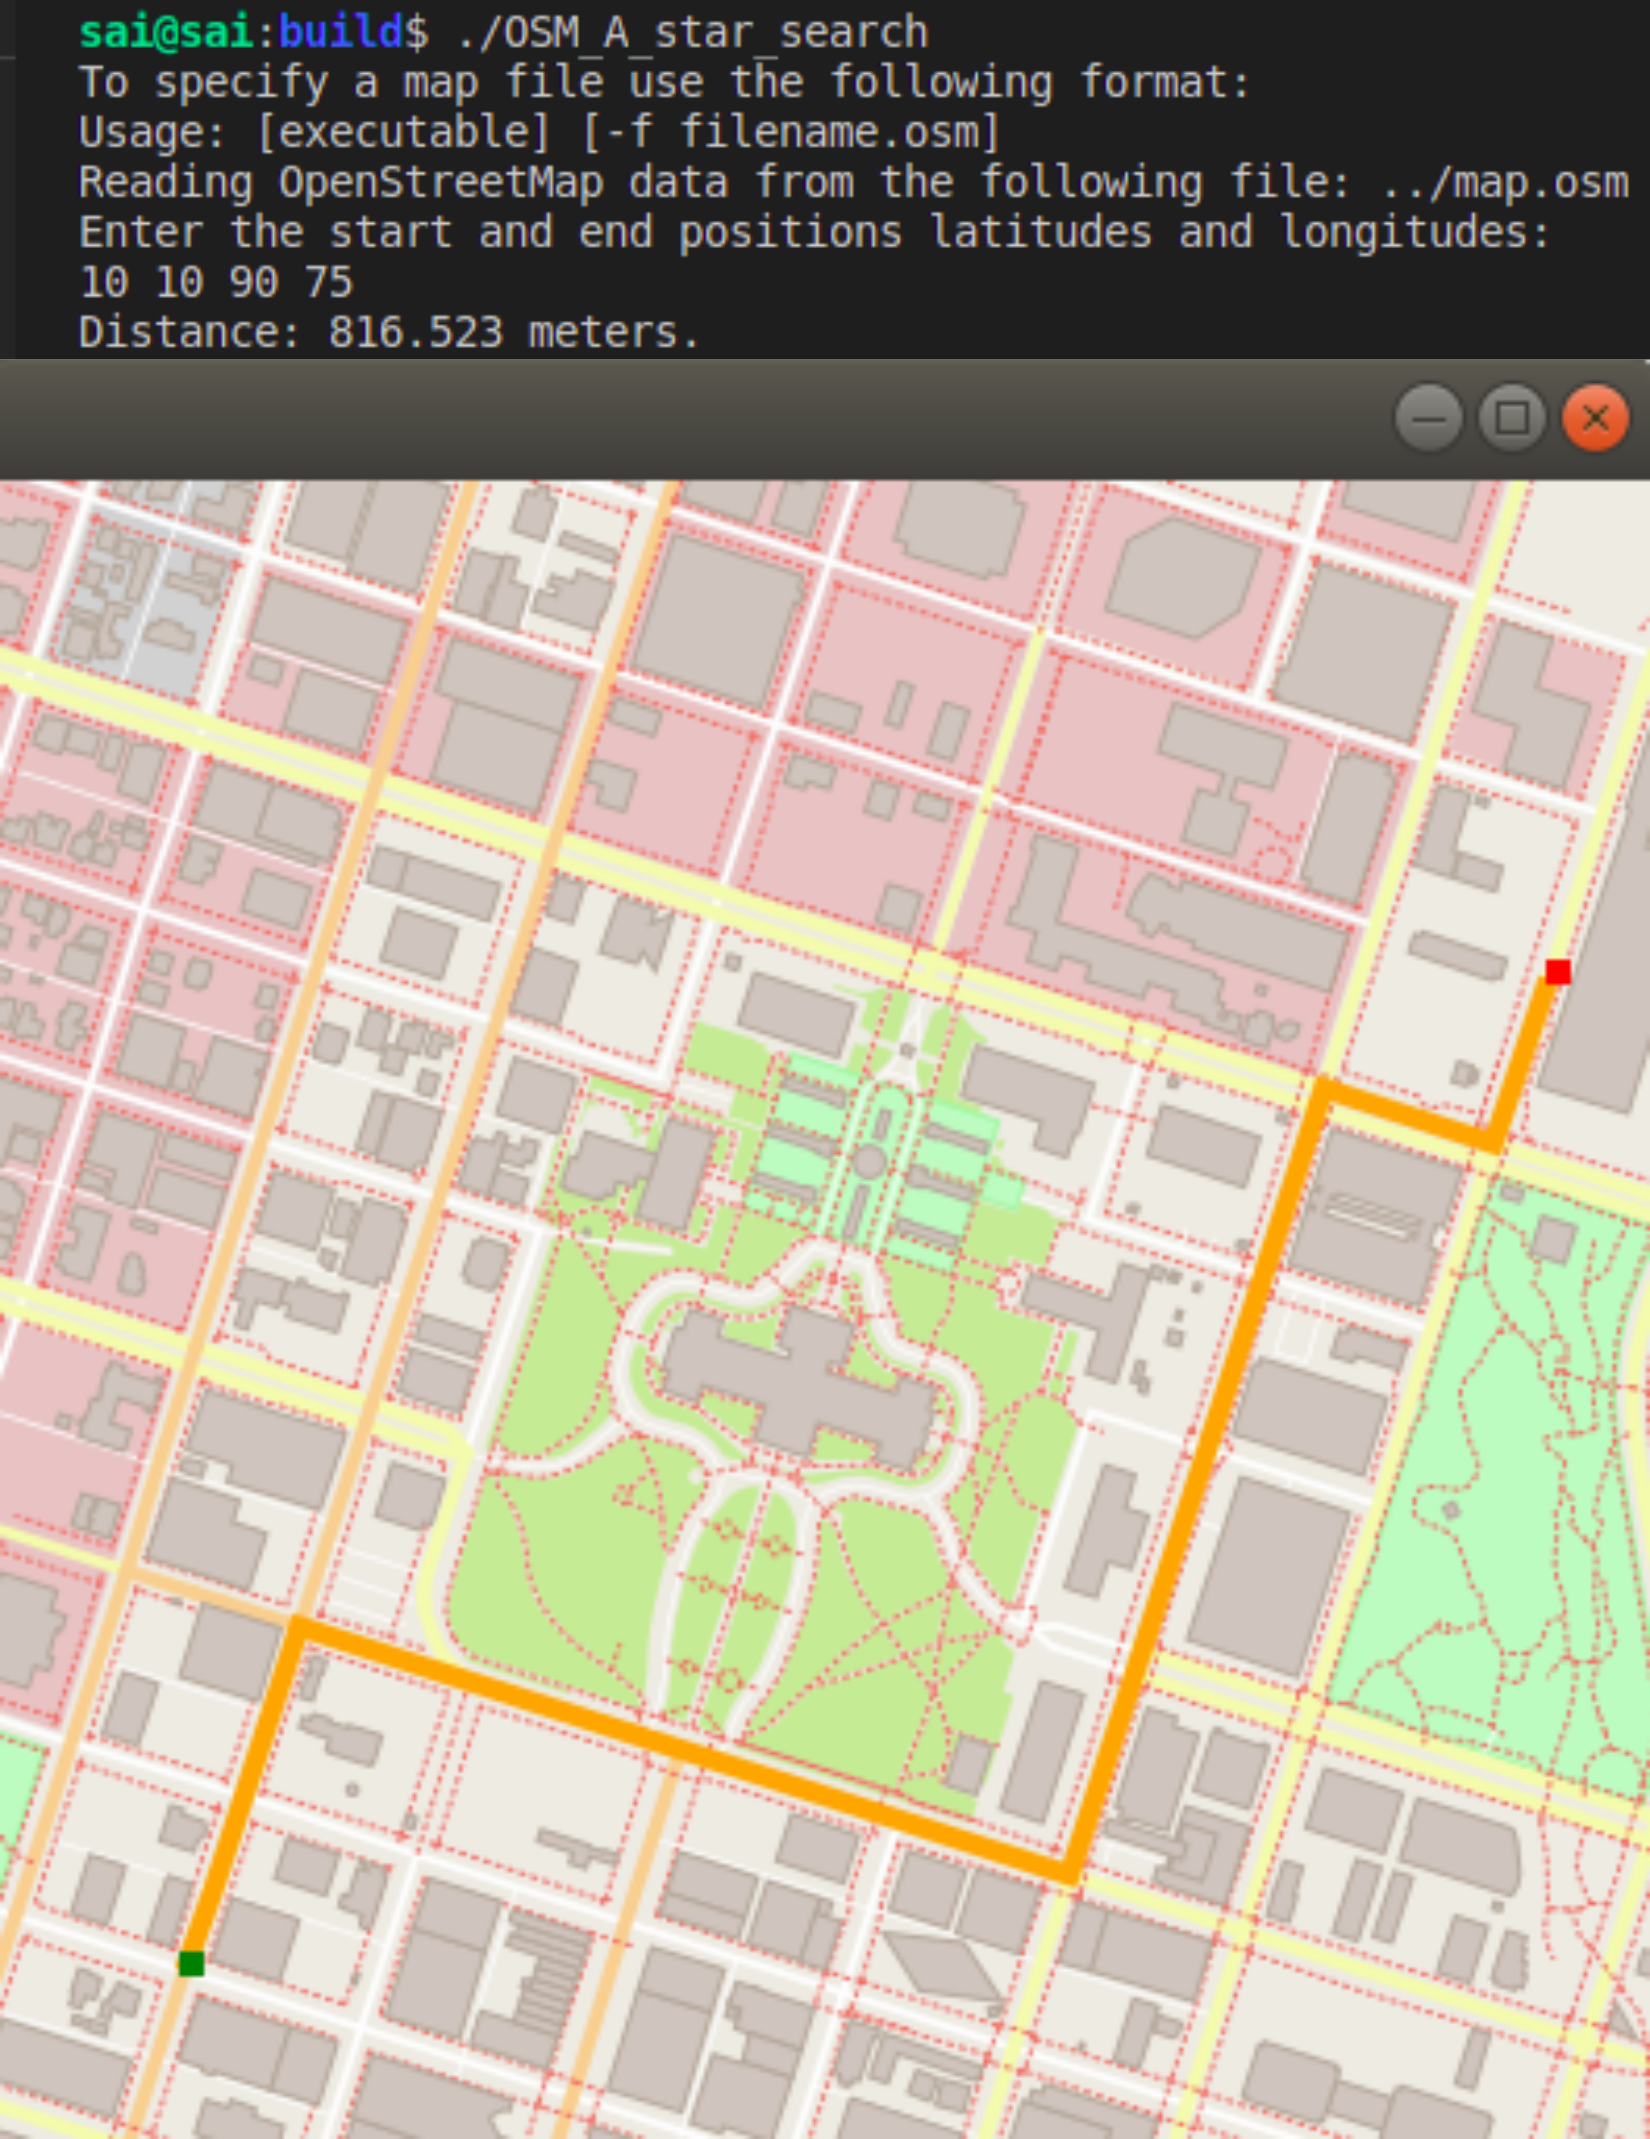 sai@sai:build$ ./OSM_A_star_search
To specify a map file use the following format:
Usage: [executable] [-f filename.osm]
Reading OpenStreetMap data from the following file: ../map.osm
Enter the start and end positions latitudes and longitudes:
10 10 90 75
Distance: 816.523 meters.